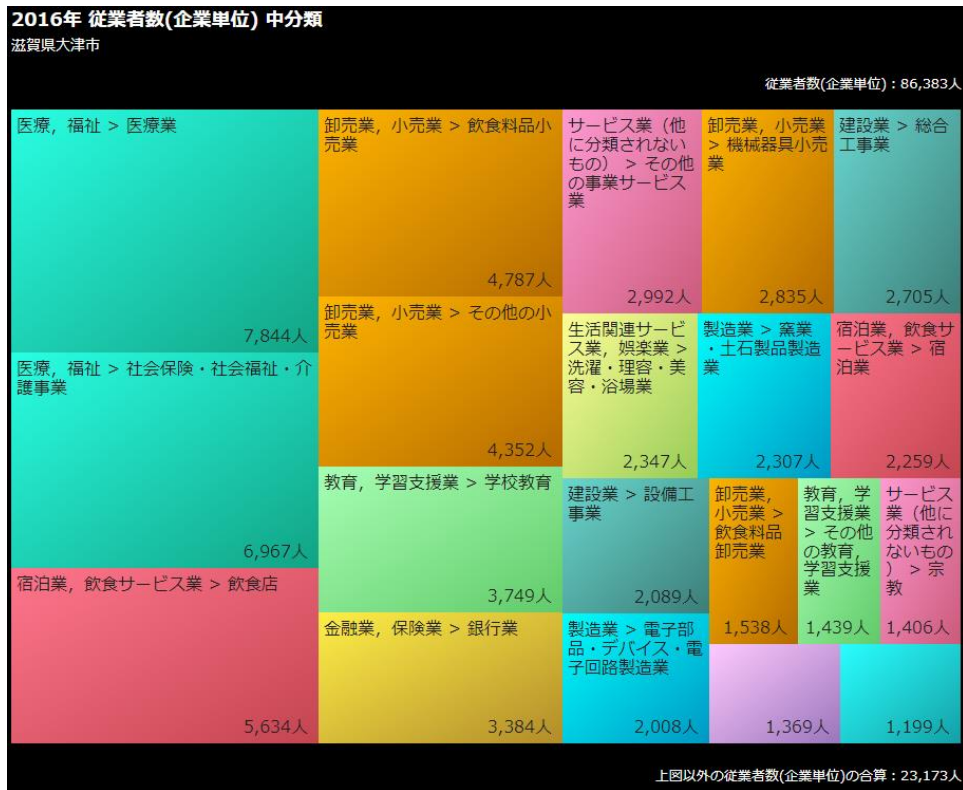 2016年 従業者数(企業単位) 中分類
滋賀県大津市
従業者数(企業単位)：86,383人
医療，福祉 > 医療業
7,844人
医療，福祉 > 社会保険・社会福祉・介
護事業
6,967人
宿泊業，飲食サービス業 > 飲食店
5,634人
卸売業，小売業 > 飲食料品小
売業
4,787人
卸売業，小売業 > その他の小
売業
4,352人
教育，学習支援業 > 学校教育
3,749人
金融業，保険業 > 銀行業
3,384人
サービス業（他
に分類されない
もの） > その他
の事業サービス
業
2,992人
卸売業，小売業
> 機械器具小売
業
2,835人
建設業 > 総合
工事業
2,705人
生活関連サービ
ス業，娯楽業 >
洗濯・理容・美
容・浴場業
2,347人
製造業 > 窯業
・土石製品製造
業
2,307人
宿泊業，飲食サ
ービス業 > 宿
泊業
2,259人
建設業 > 設備工
事業
2,089人
製造業 > 電子部
品・デバイス・電
子回路製造業
2,008人
卸売業，
小売業 >
飲食料品
卸売業
1,538人
教育，学
習支援業
> その他
の教育，
学習支援
業
1,439人
サービス
業（他に
分類され
ないもの
） > 宗
教
1,406人
1,369人
1,199人
上図以外の従業者数(企業単位)の合算：23,173人